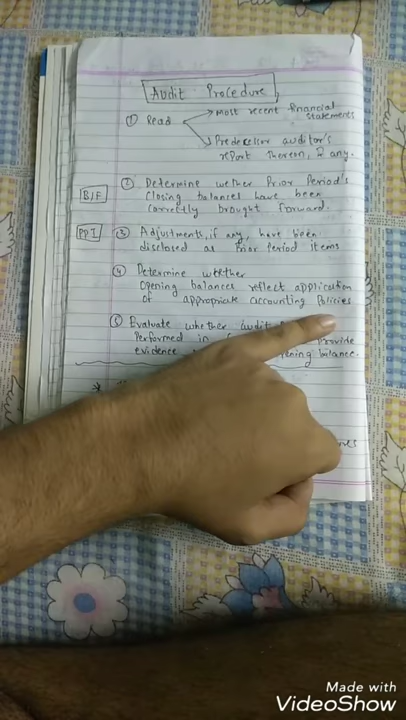 Audit Procedure
① Read → Most recent financial
statements
→ Predecessor auditor's
report thereon, if any.
B/F ② Determine wether Prior Period's
closing balances have been
correctly brought forward.
PPI ③ Adjustments, if any, have been
disclosed as Prior Period items
④ Determine whether
opening balances reflect application
of appropriate accounting Policies
⑤ Evaluate whether audit
Performed in Provide
evidence opening balance.
Made with
VideoShow